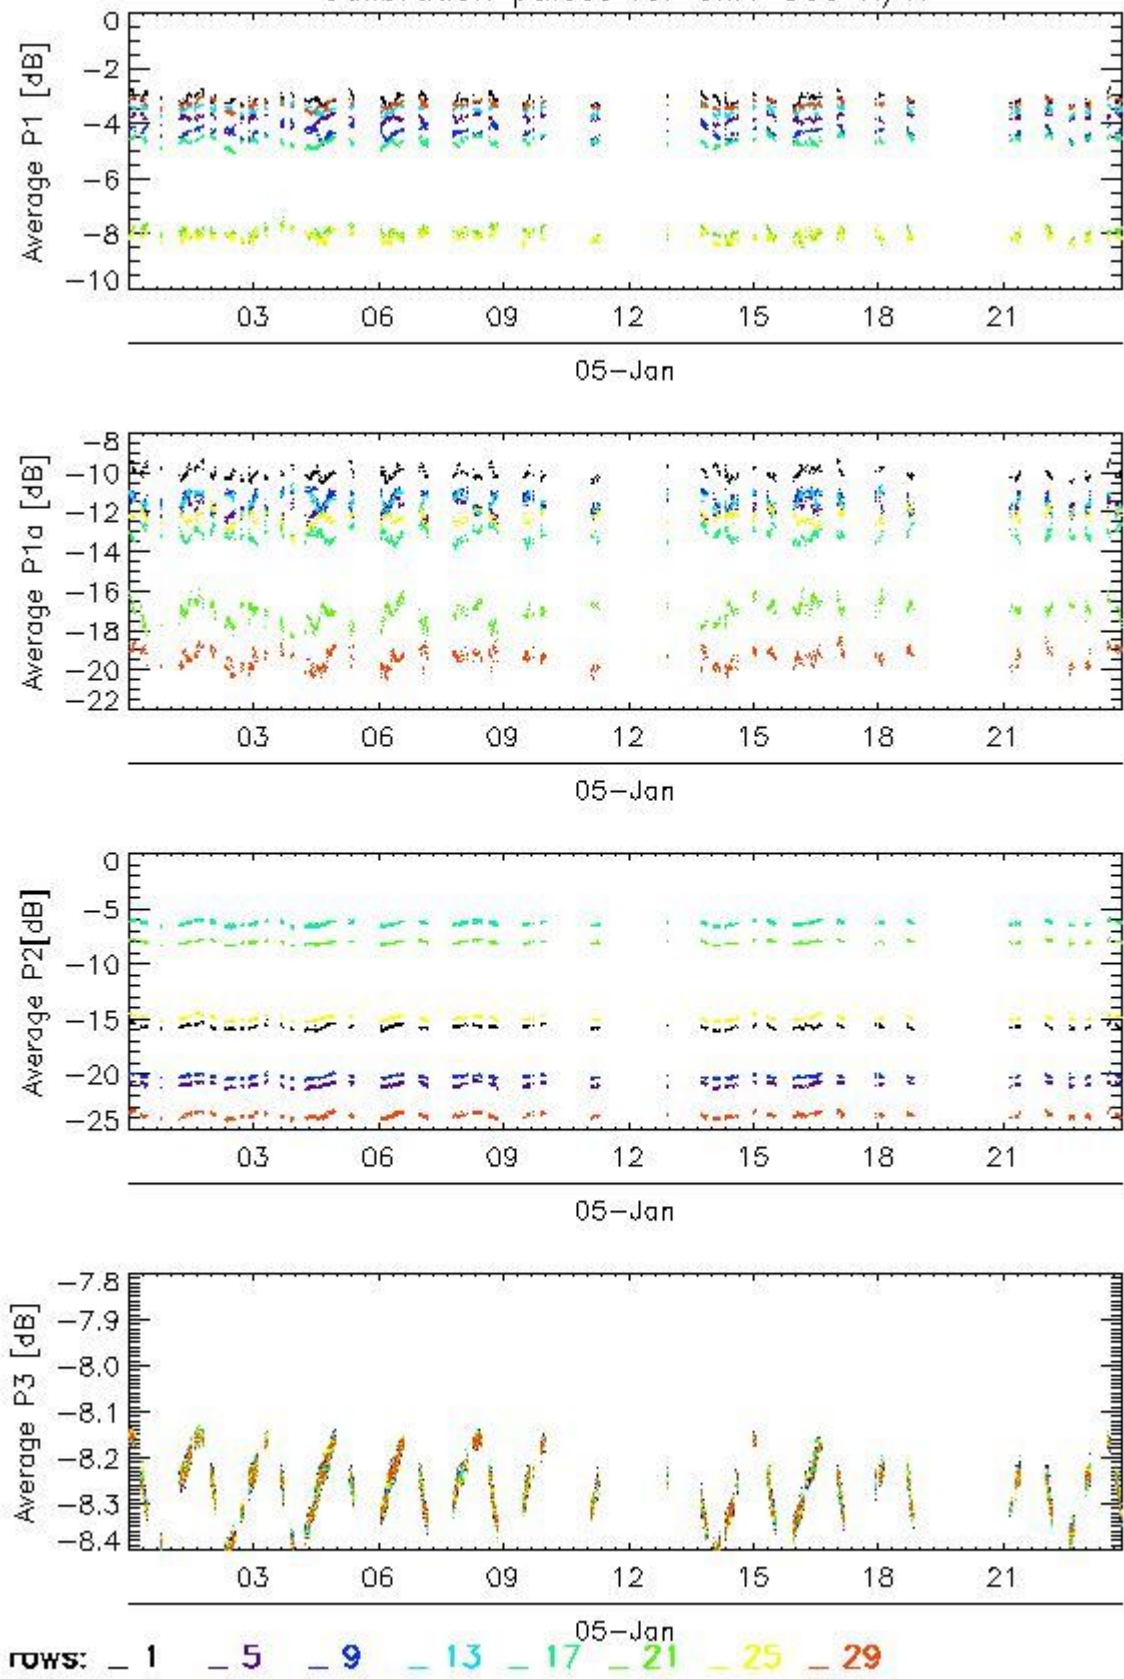 Average P1 [dB]
0
−2
−4
−6
−8
−10
03 06 09 12 15 18 21
05−Jan
Average P1a [dB]
−8
−10
−12
−14
−16
−18
−20
−22
03 06 09 12 15 18 21
05−Jan
Average P2[dB]
0
−5
−10
−15
−20
−25
03 06 09 12 15 18 21
05−Jan
Average P3 [dB]
−7.8
−7.9
−8.0
−8.1
−8.2
−8.3
−8.4
03 06 09 12 15 18 21
05−Jan
rows: _ 1 _ 5 _ 9 _ 13 _ 17 _ 21 _ 25 _ 29